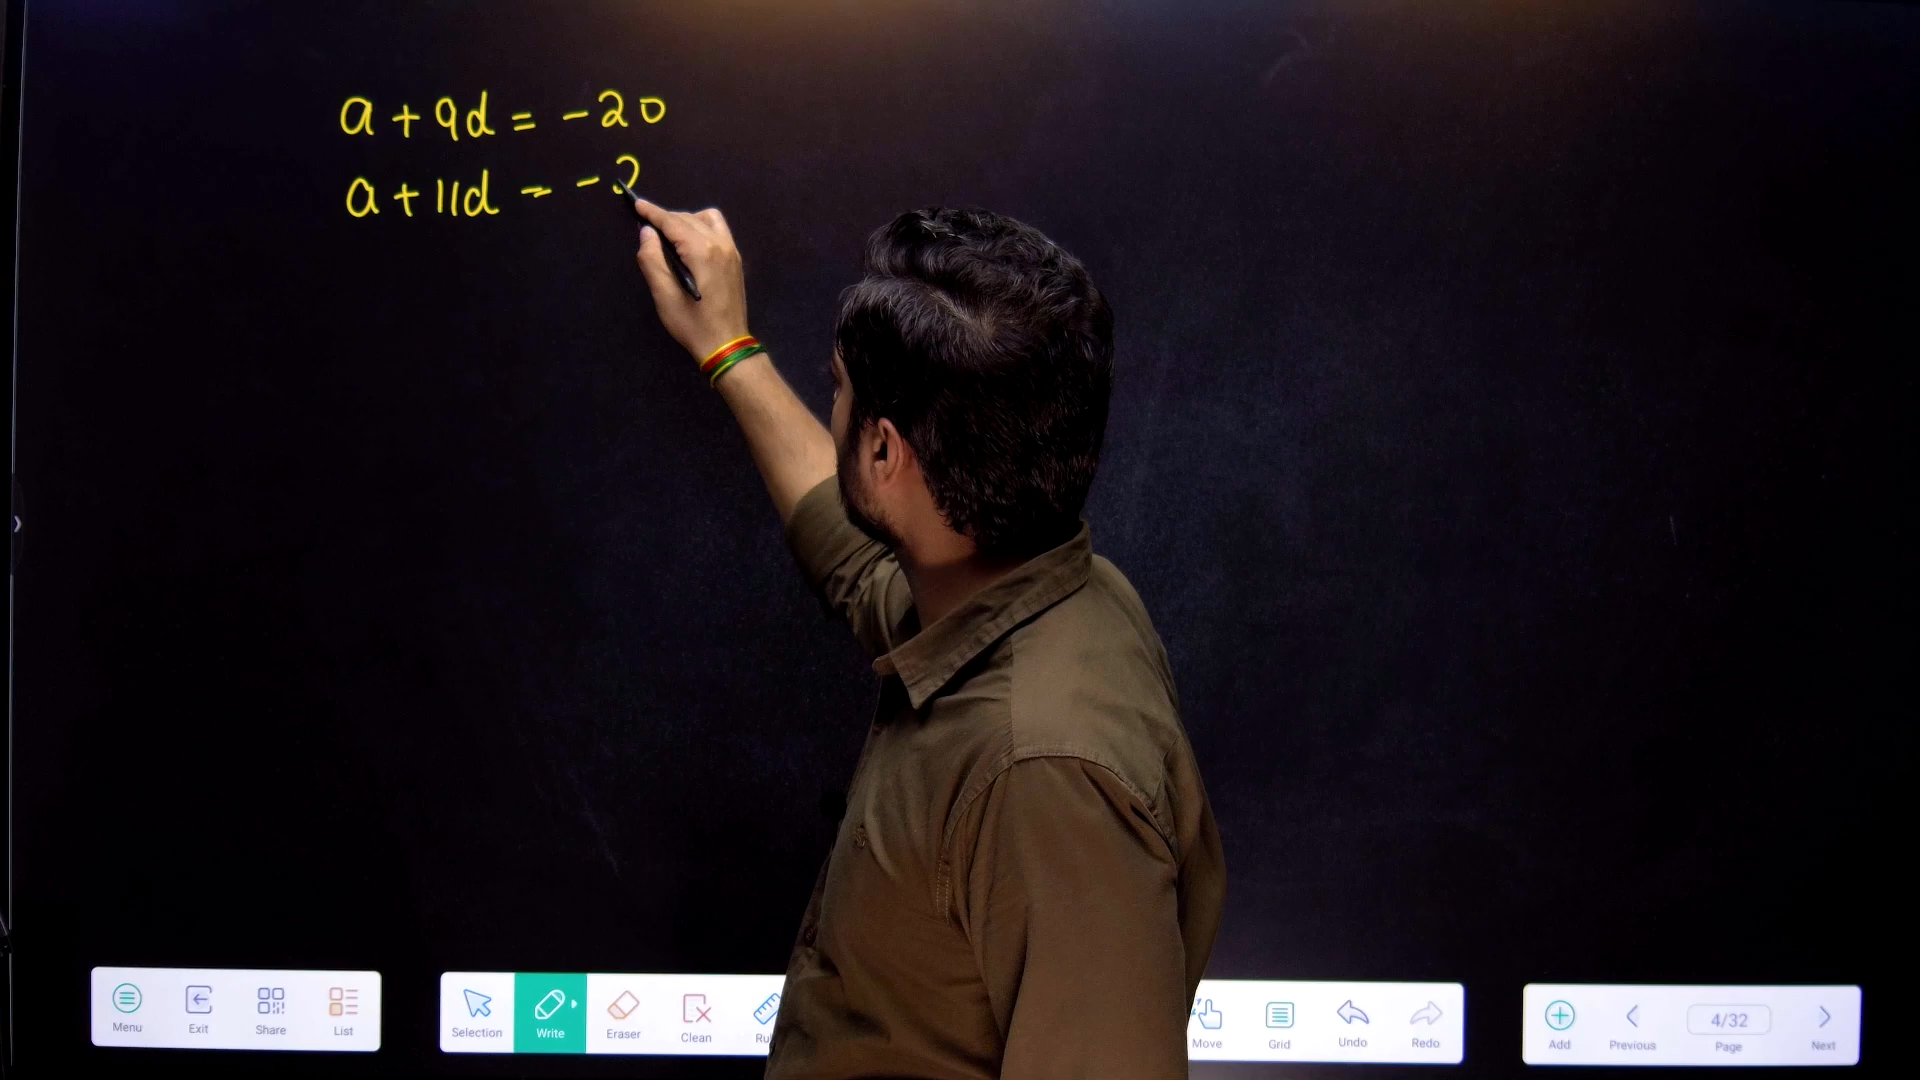 a + 9d = -20
a + 11d = -2
Menu
Exit
Share
List
Selection
Write
Eraser
Clean
Ru
Move
Grid
Undo
Redo
Add
Previous
4/32
Page
Next